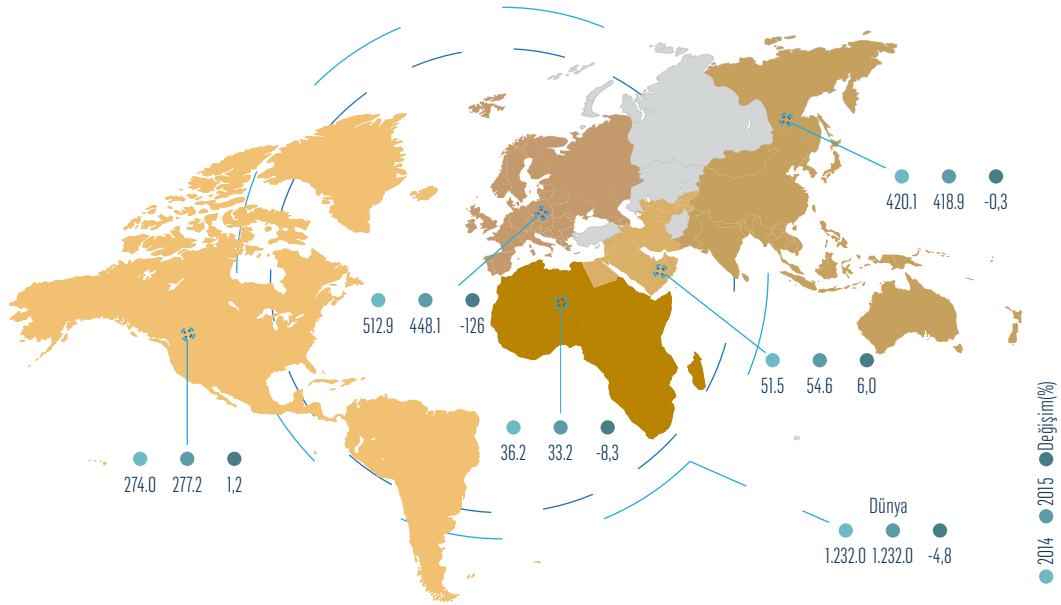 420.1 418.9 -0,3
512.9 448.1 -126
51.5 54.6 6,0
36.2 33.2 -8,3
274.0 277.2 1,2
Dünya
1.232.0 1.232.0 -4,8
2014 2015 Değişim(%)